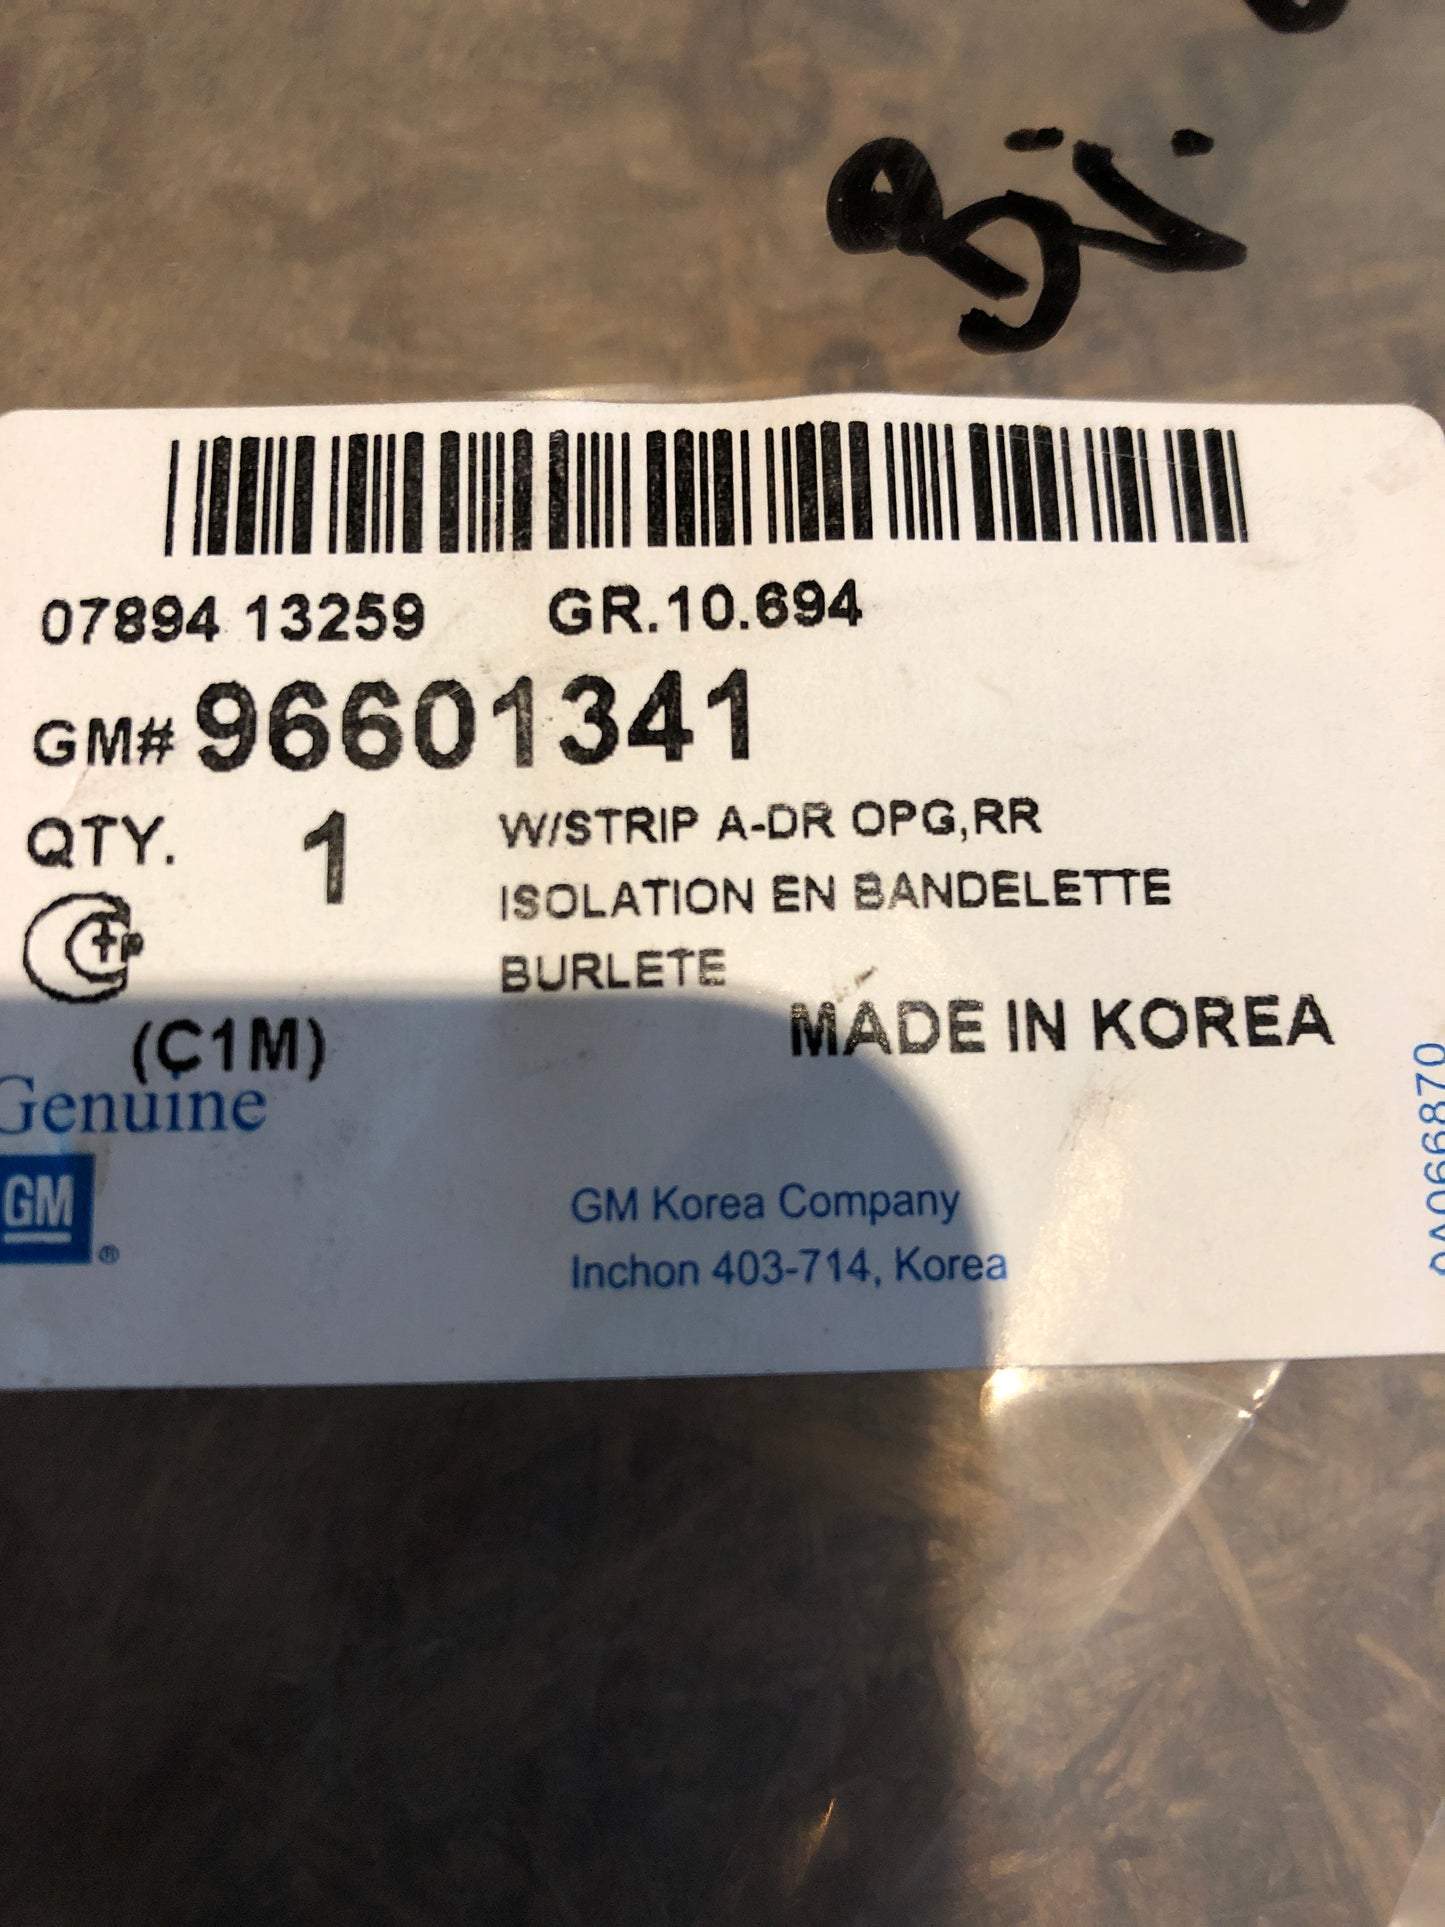 07894 13259 GR.10.694
GM# 96601341
QTY. 1
W/STRIP A-DR OPG,RR
ISOLATION EN BANDELETTE
BURLETE
(C1M)
MADE IN KOREA
Genuine
GM ®
GM Korea Company
Inchon 403-714, Korea